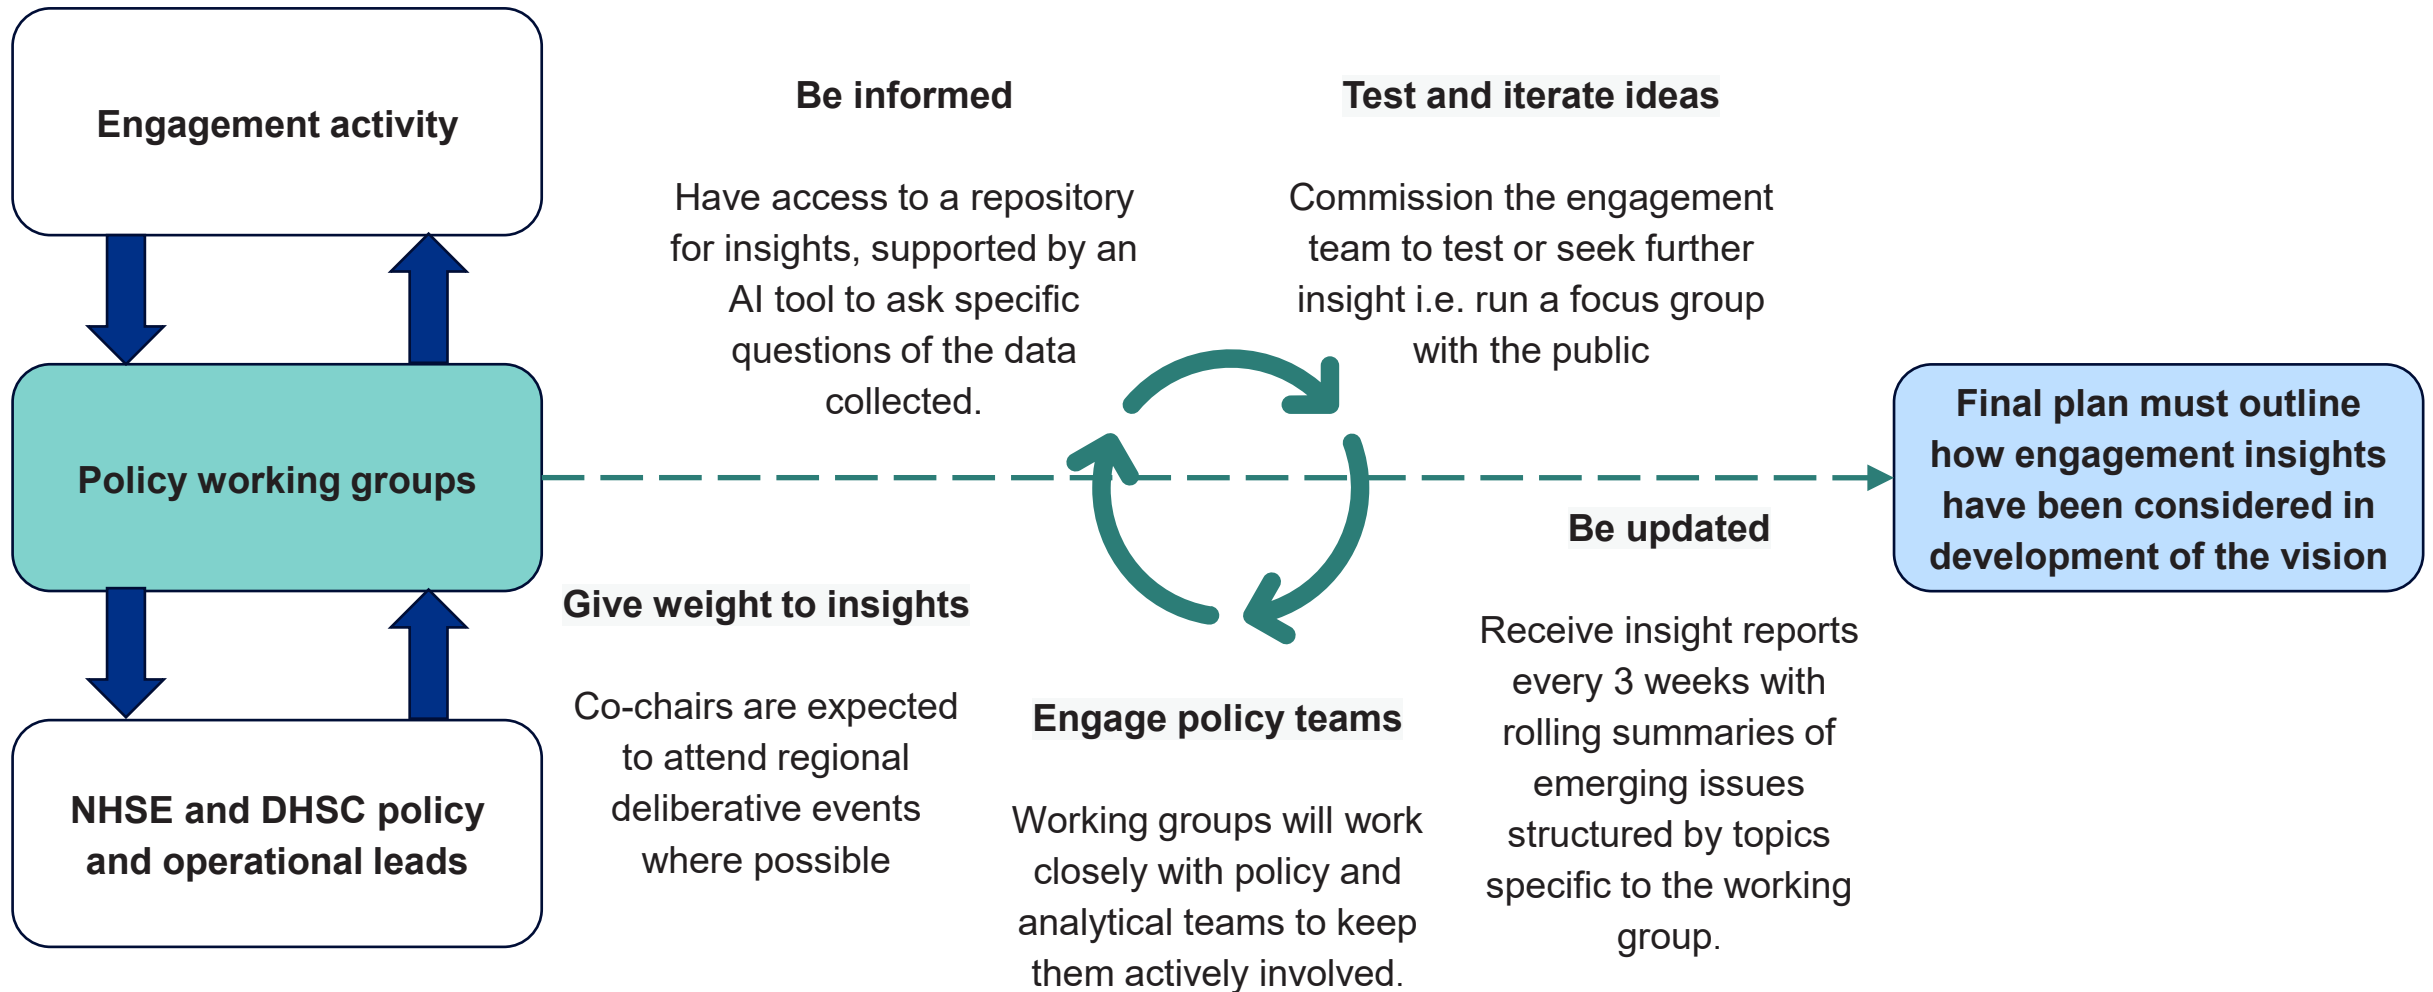 Engagement activity
Policy working groups
NHSE and DHSC policy
and operational leads
Be informed
Have access to a repository
for insights, supported by an
AI tool to ask specific
questions of the data
collected.
Test and iterate ideas
Commission the engagement
team to test or seek further
insight i.e. run a focus group
with the public
Give weight to insights
Co-chairs are expected
to attend regional
deliberative events
where possible
Engage policy teams
Working groups will work
closely with policy and
analytical teams to keep
them actively involved.
Be updated
Receive insight reports
every 3 weeks with
rolling summaries of
emerging issues
structured by topics
specific to the working
group.
Final plan must outline
how engagement insights
have been considered in
development of the vision